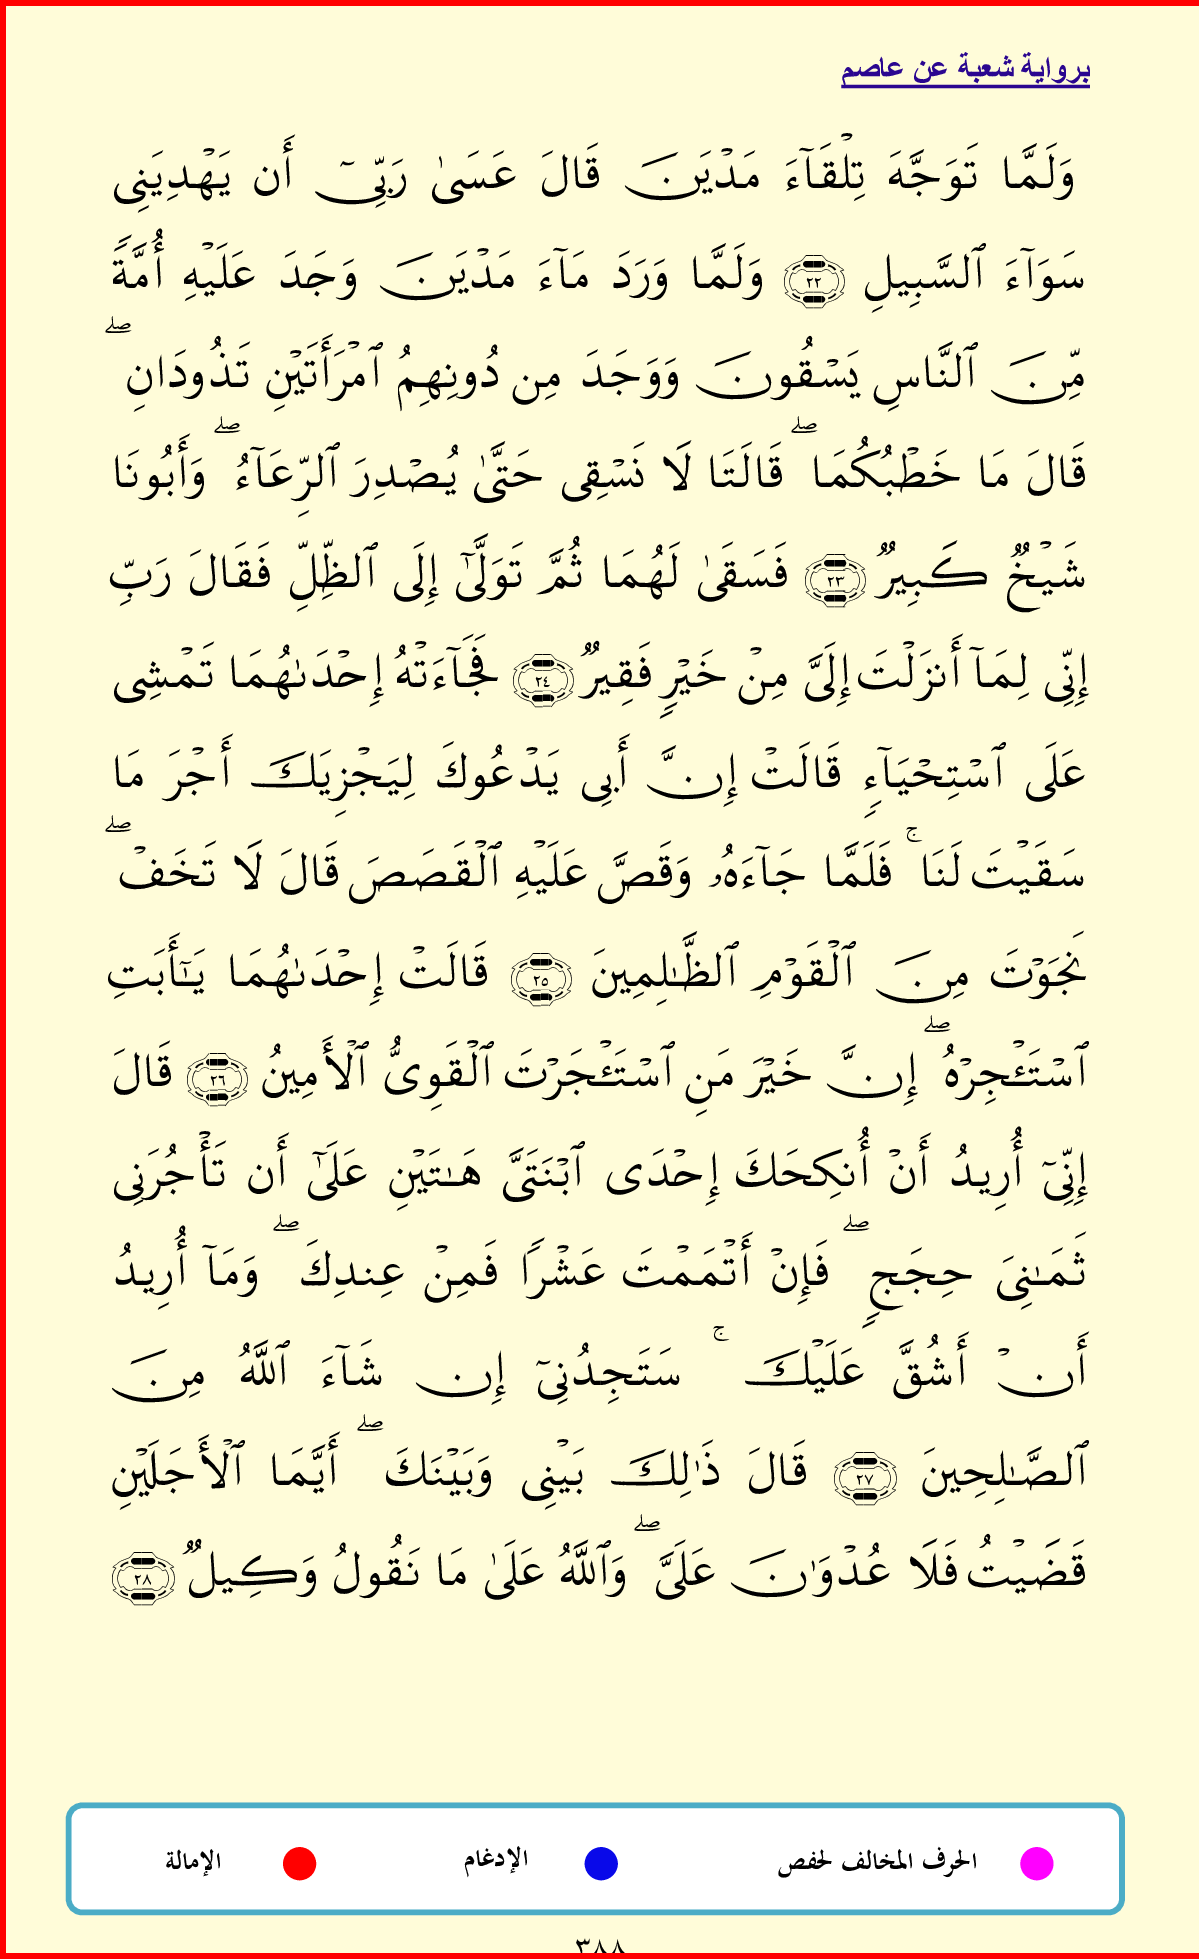 برواية شعبة عن عاصم
وَلَمَّا تَوَجَّهَ تِلْقَآءَ مَدْيَنَ قَالَ عَسَىٰ رَبِّىٓ أَن يَهْدِيَنِى
سَوَآءَ ٱلسَّبِيلِ ٢٢ وَلَمَّا وَرَدَ مَآءَ مَدْيَنَ وَجَدَ عَلَيْهِ أُمَّةً
مِّنَ ٱلنَّاسِ يَسْقُونَ وَوَجَدَ مِن دُونِهِمُ ٱمْرَأَتَيْنِ تَذُودَانِ ۖ
قَالَ مَا خَطْبُكُمَا ۖ قَالَتَا لَا نَسْقِى حَتَّىٰ يُصْدِرَ ٱلرِّعَآءُ ۖ وَأَبُونَا
شَيْخٌ كَبِيرٌ ٢٣ فَسَقَىٰ لَهُمَا ثُمَّ تَوَلَّىٰٓ إِلَى ٱلظِّلِّ فَقَالَ رَبِّ
إِنِّى لِمَآ أَنزَلْتَ إِلَىَّ مِنْ خَيْرٍ فَقِيرٌ ٢٤ فَجَآءَتْهُ إِحْدَىٰهُمَا تَمْشِى
عَلَى ٱسْتِحْيَآءٍ قَالَتْ إِنَّ أَبِى يَدْعُوكَ لِيَجْزِيَكَ أَجْرَ مَا
سَقَيْتَ لَنَا ۚ فَلَمَّا جَآءَهُۥ وَقَصَّ عَلَيْهِ ٱلْقَصَصَ قَالَ لَا تَخَفْ ۖ
نَجَوْتَ مِنَ ٱلْقَوْمِ ٱلظَّـٰلِمِينَ ٢٥ قَالَتْ إِحْدَىٰهُمَا يَـٰٓأَبَتِ
ٱسْتَـْٔجِرْهُ ۖ إِنَّ خَيْرَ مَنِ ٱسْتَـْٔجَرْتَ ٱلْقَوِىُّ ٱلْأَمِينُ ٢٦ قَالَ
إِنِّىٓ أُرِيدُ أَنْ أُنكِحَكَ إِحْدَى ٱبْنَتَىَّ هَـٰتَيْنِ عَلَىٰٓ أَن تَأْجُرَنِى
ثَمَـٰنِىَ حِجَجٍ ۖ فَإِنْ أَتْمَمْتَ عَشْرًا فَمِنْ عِندِكَ ۖ وَمَآ أُرِيدُ
أَنْ أَشُقَّ عَلَيْكَ ۚ سَتَجِدُنِىٓ إِن شَآءَ ٱللَّهُ مِنَ
ٱلصَّـٰلِحِينَ ٢٧ قَالَ ذَٰلِكَ بَيْنِى وَبَيْنَكَ ۖ أَيَّمَا ٱلْأَجَلَيْنِ
قَضَيْتُ فَلَا عُدْوَٰنَ عَلَىَّ ۖ وَٱللَّهُ عَلَىٰ مَا نَقُولُ وَكِيلٌ ٢٨
الحرف المخالف لحفص الإدغام الإمالة
٣٨٨